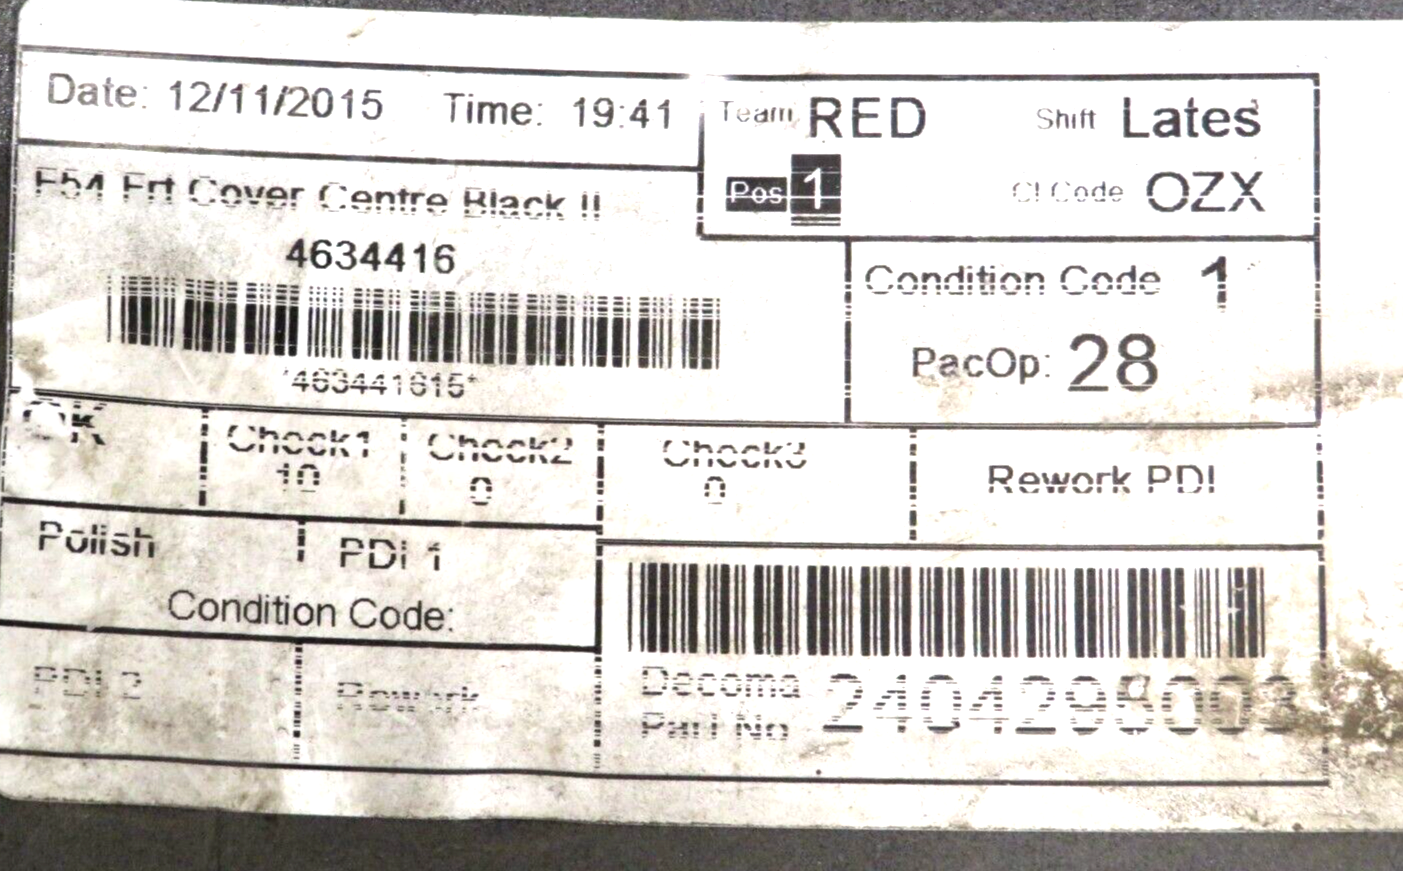 Date: 12/11/2015 Time: 19:41
Team RED Shift Lates
Pos 1 CI Code OZX
F54 Frt Cover Centre Black II
4634416
*463441615*
Condition Code 1
PacOp: 28
OK Check1 Check2 Check3 Rework PDI
10 0 0
Polish PDI 1
Condition Code:
PDI 2 Rework
Decoma
Part No